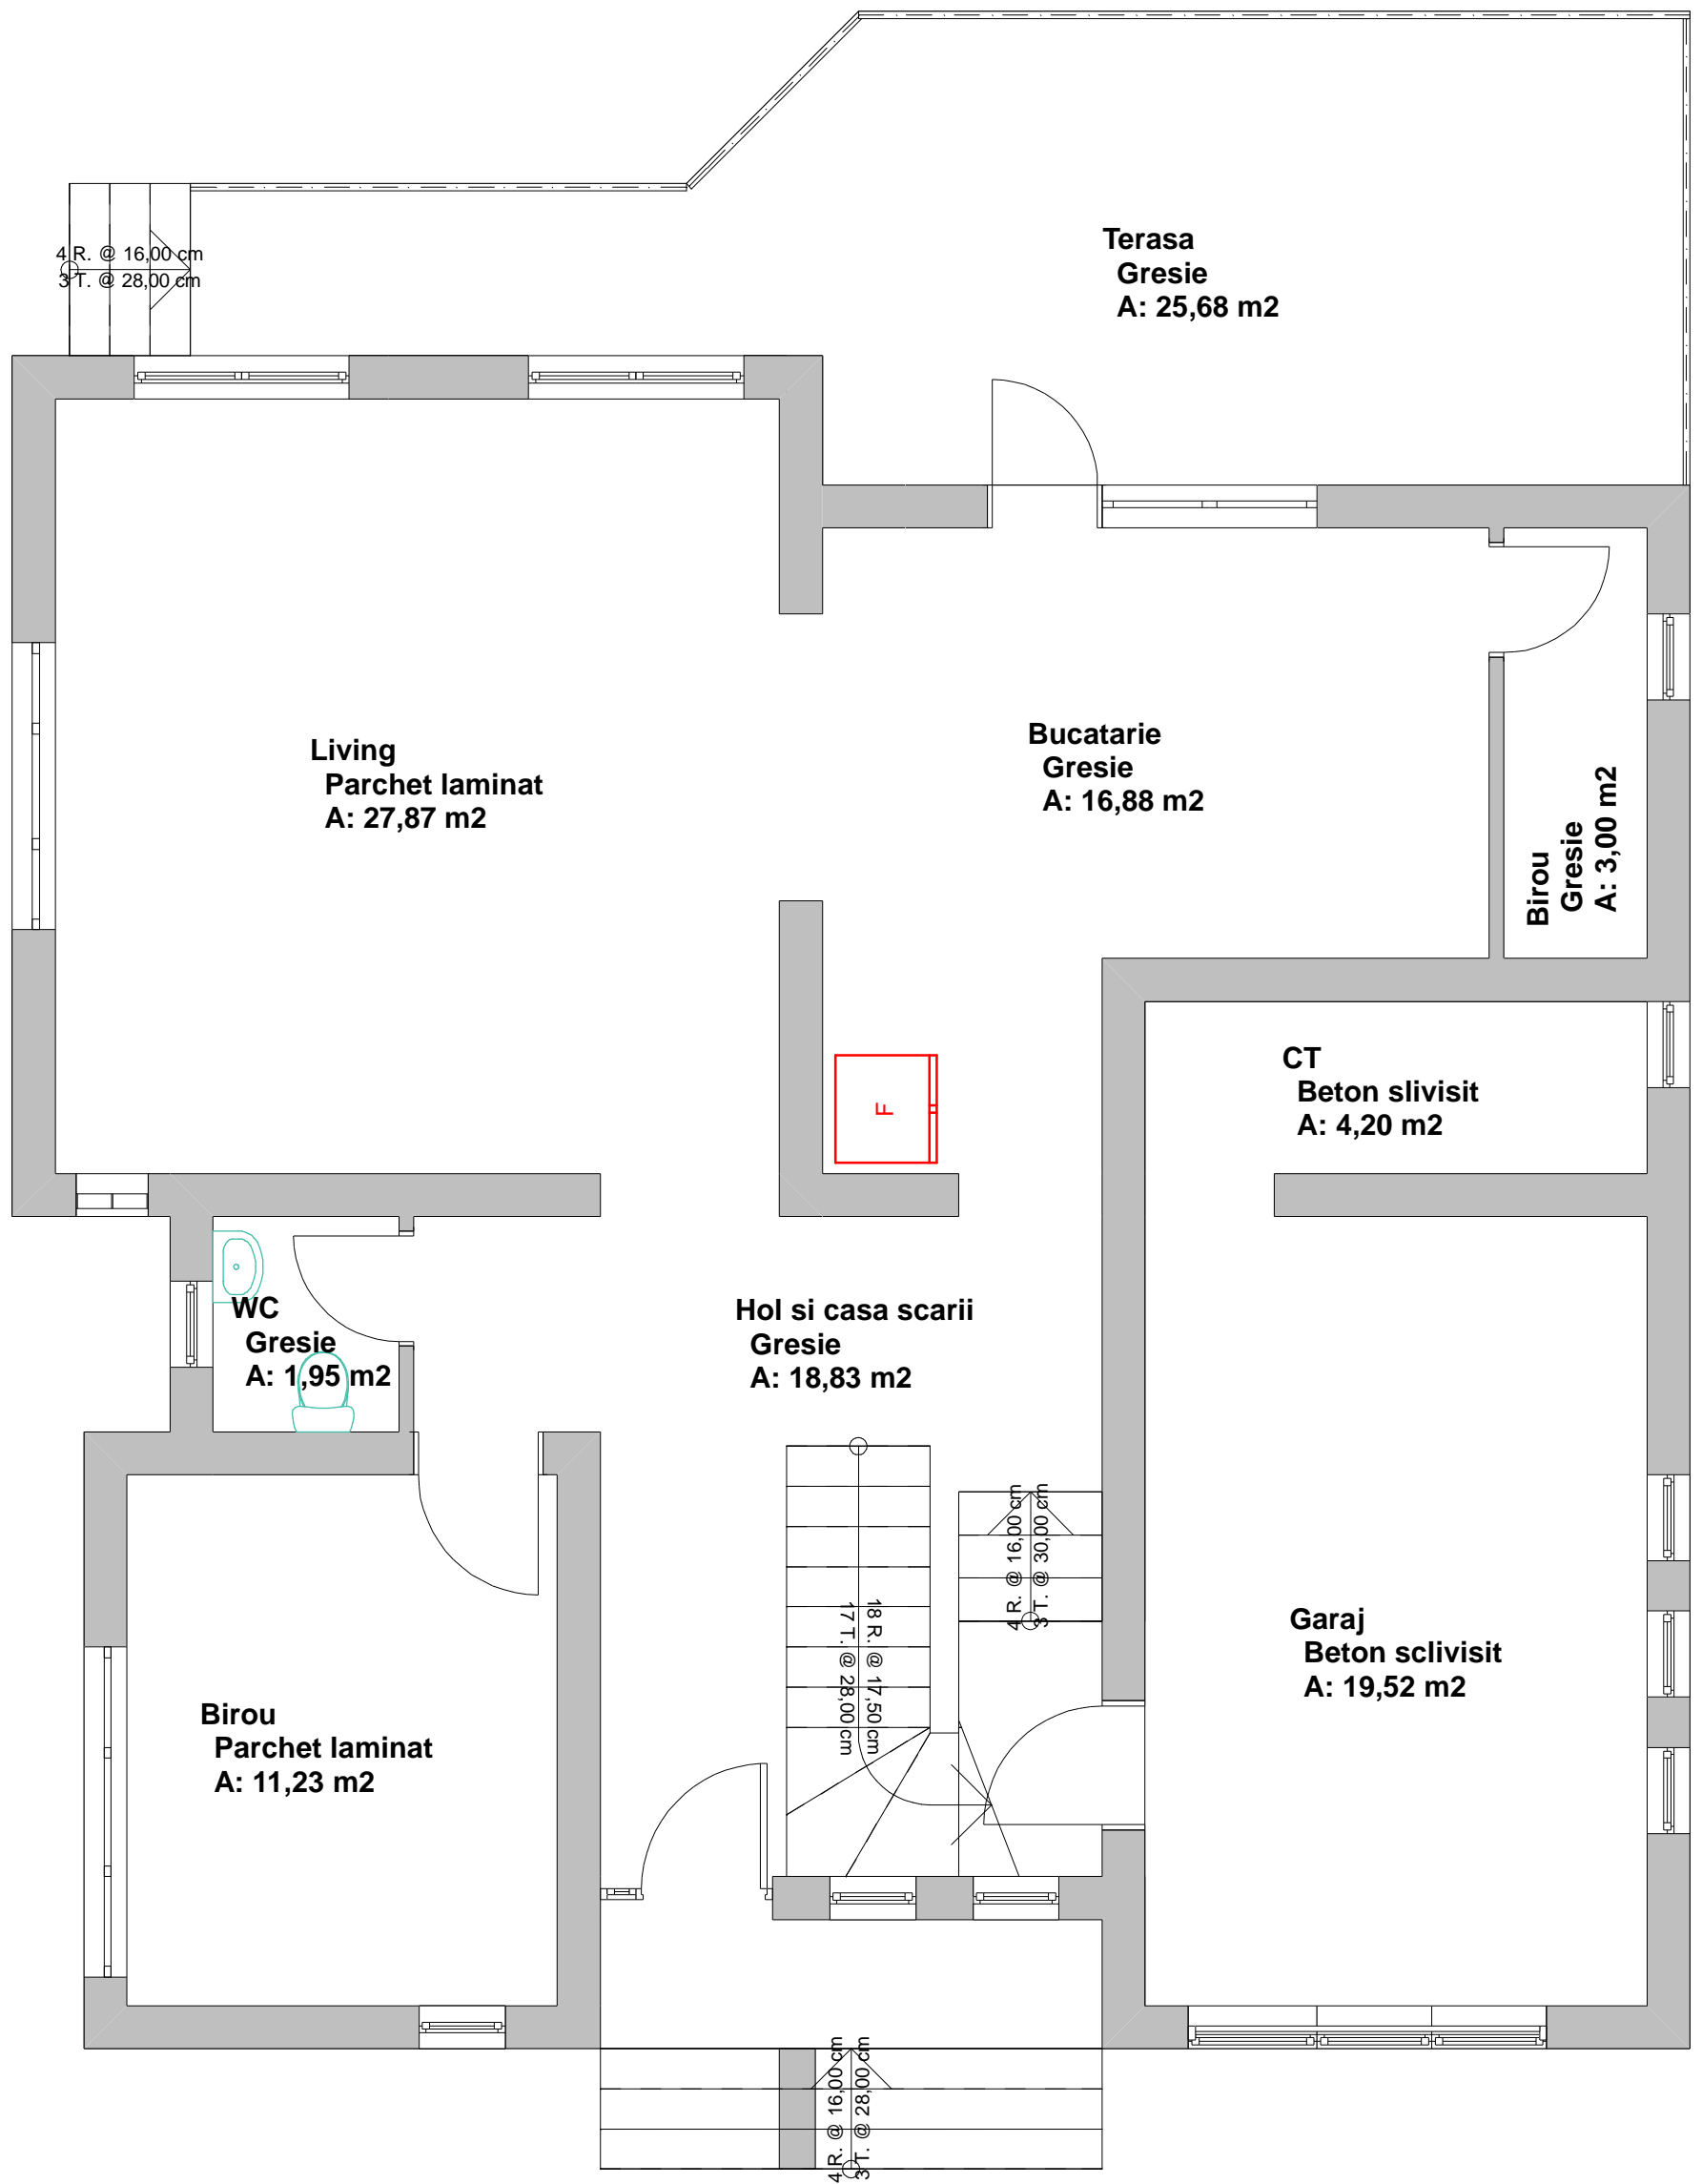 4 R. @ 16,00 cm
3 T. @ 28,00 cm
Terasa
Gresie
A: 25,68 m2
Living
Parchet laminat
A: 27,87 m2
Bucatarie
Gresie
A: 16,88 m2
Birou
Gresie
A: 3,00 m2
CT
Beton slivisit
A: 4,20 m2
F
WC
Gresie
A: 1,95 m2
Hol si casa scarii
Gresie
A: 18,83 m2
4 R. @ 16,00 cm
3 T. @ 30,00 cm
18 R. @ 17,50 cm
17 T. @ 28,00 cm
Garaj
Beton sclivisit
A: 19,52 m2
Birou
Parchet laminat
A: 11,23 m2
4 R. @ 16,00 cm
3 T. @ 28,00 cm